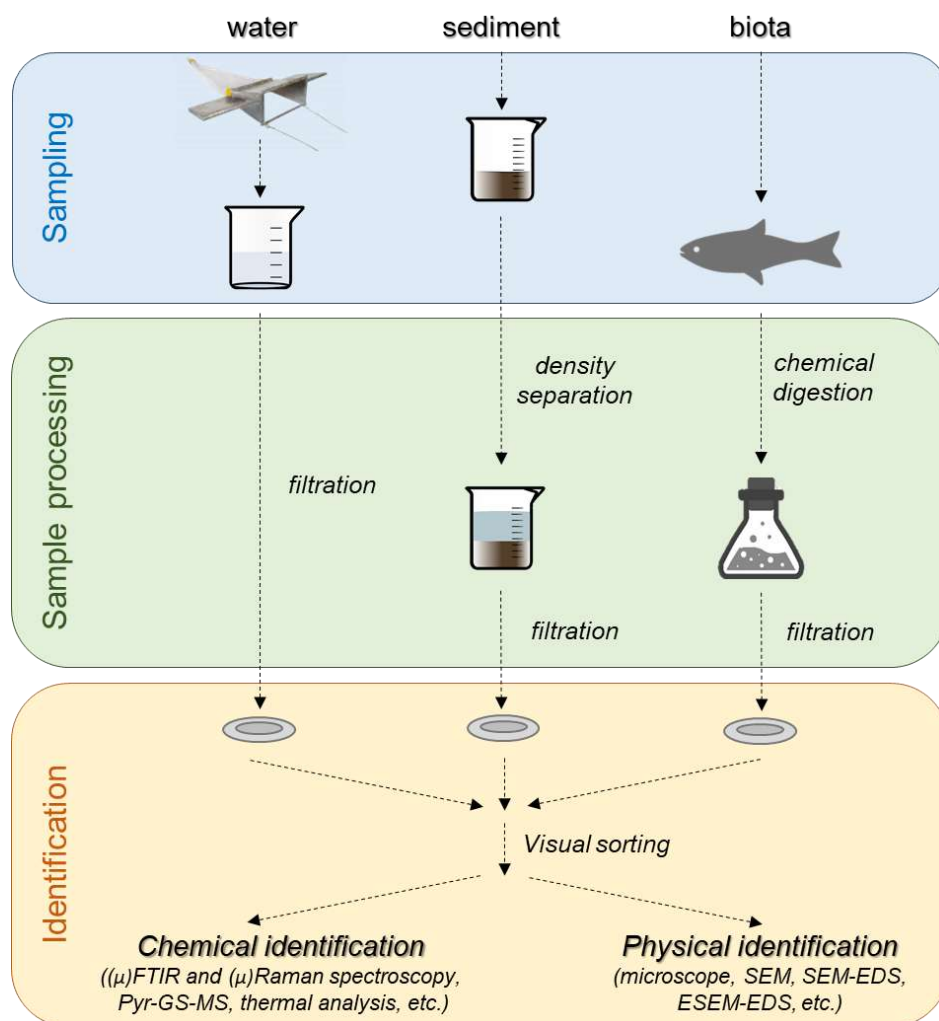 water
sediment
biota
Sampling
Sample processing
density
separation
chemical
digestion
filtration
filtration
filtration
Identification
Visual sorting
Chemical identification
((µ)FTIR and (µ)Raman spectroscopy,
Pyr-GS-MS, thermal analysis, etc.)
Physical identification
(microscope, SEM, SEM-EDS,
ESEM-EDS, etc.)